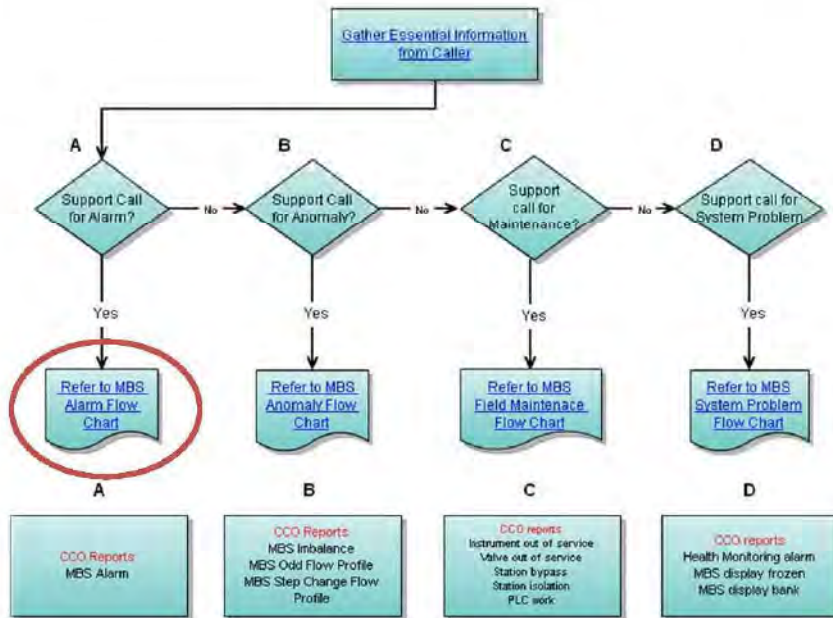 Gather Essential Information
from Caller
A
B
C
D
Support Call
for Alarm?
No
Support Call
for Anomaly?
No
Support
call for
Maintenance?
No
Support call for
System Problem
Yes
Yes
Yes
Yes
Refer to MBS
Alarm Flow
Chart
Refer to MBS
Anomaly Flow
Chart
Refer to MBS
Field Maintenace
Flow Chart
Refer to MBS
System Problem
Flow Chart
A
B
C
D
CCO Reports
MBS Alarm
CCO Reports
MBS Imbalance
MBS Odd Flow Profile
MBS Step Change Flow
Profile
CCO reports
Instrument out of service
Valve out of service
Station bypass
Station isolation
PLC work
CCO reports
Health Monitoring alarm
MBS display frozen
MBS display bank